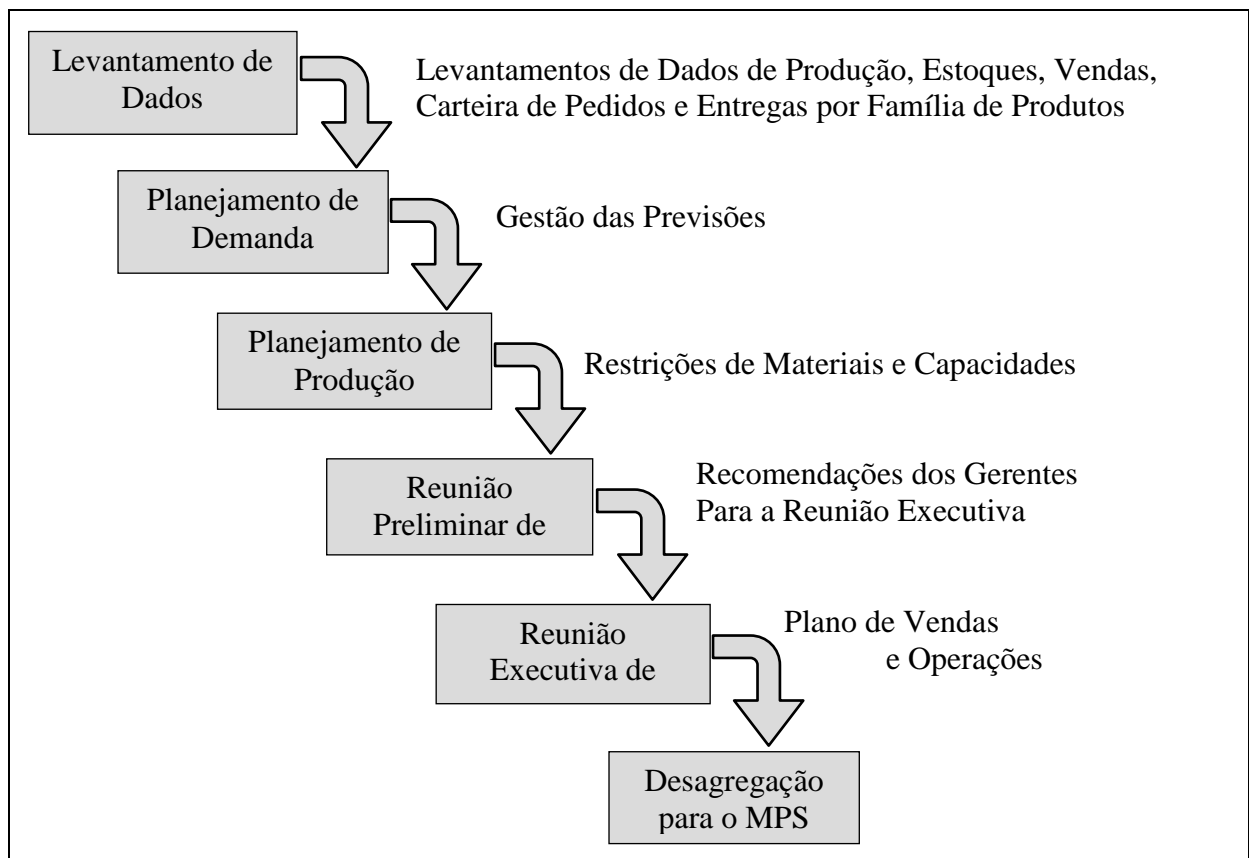 Levantamento de
Dados
Levantamentos de Dados de Produção, Estoques, Vendas,
Carteira de Pedidos e Entregas por Família de Produtos
Planejamento de
Demanda
Gestão das Previsões
Planejamento de
Produção
Restrições de Materiais e Capacidades
Reunião
Preliminar de
Recomendações dos Gerentes
Para a Reunião Executiva
Reunião
Executiva de
Plano de Vendas
e Operações
Desagregação
para o MPS